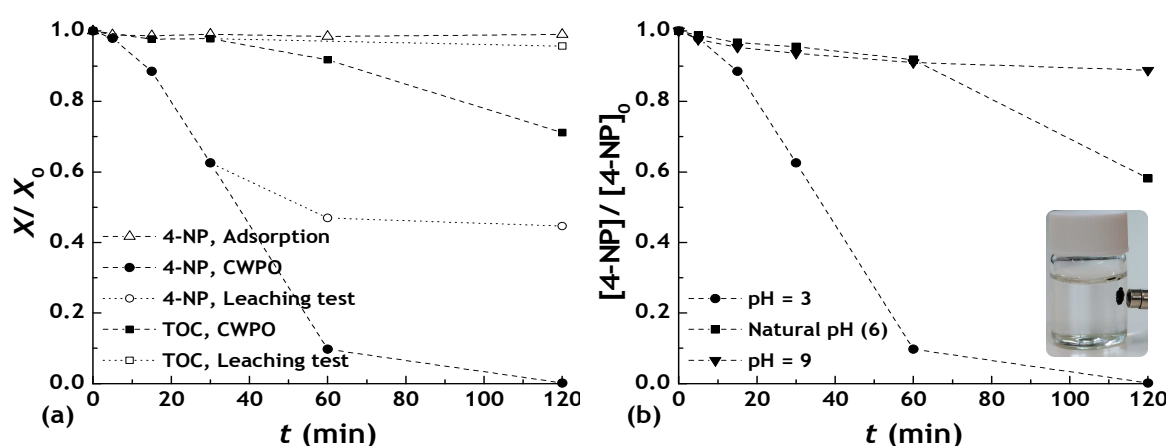 1.0
0.8
0.6
0.4
0.2
0.0
X/ X0
4-NP, Adsorption
4-NP, CWPO
4-NP, Leaching test
TOC, CWPO
TOC, Leaching test
0 20 40 60 80 100 120
(a)
t (min)
1.0
0.8
0.6
0.4
0.2
0.0
[4-NP]/ [4-NP]0
pH = 3
Natural pH (6)
pH = 9
0 20 40 60 80 100 120
(b)
t (min)